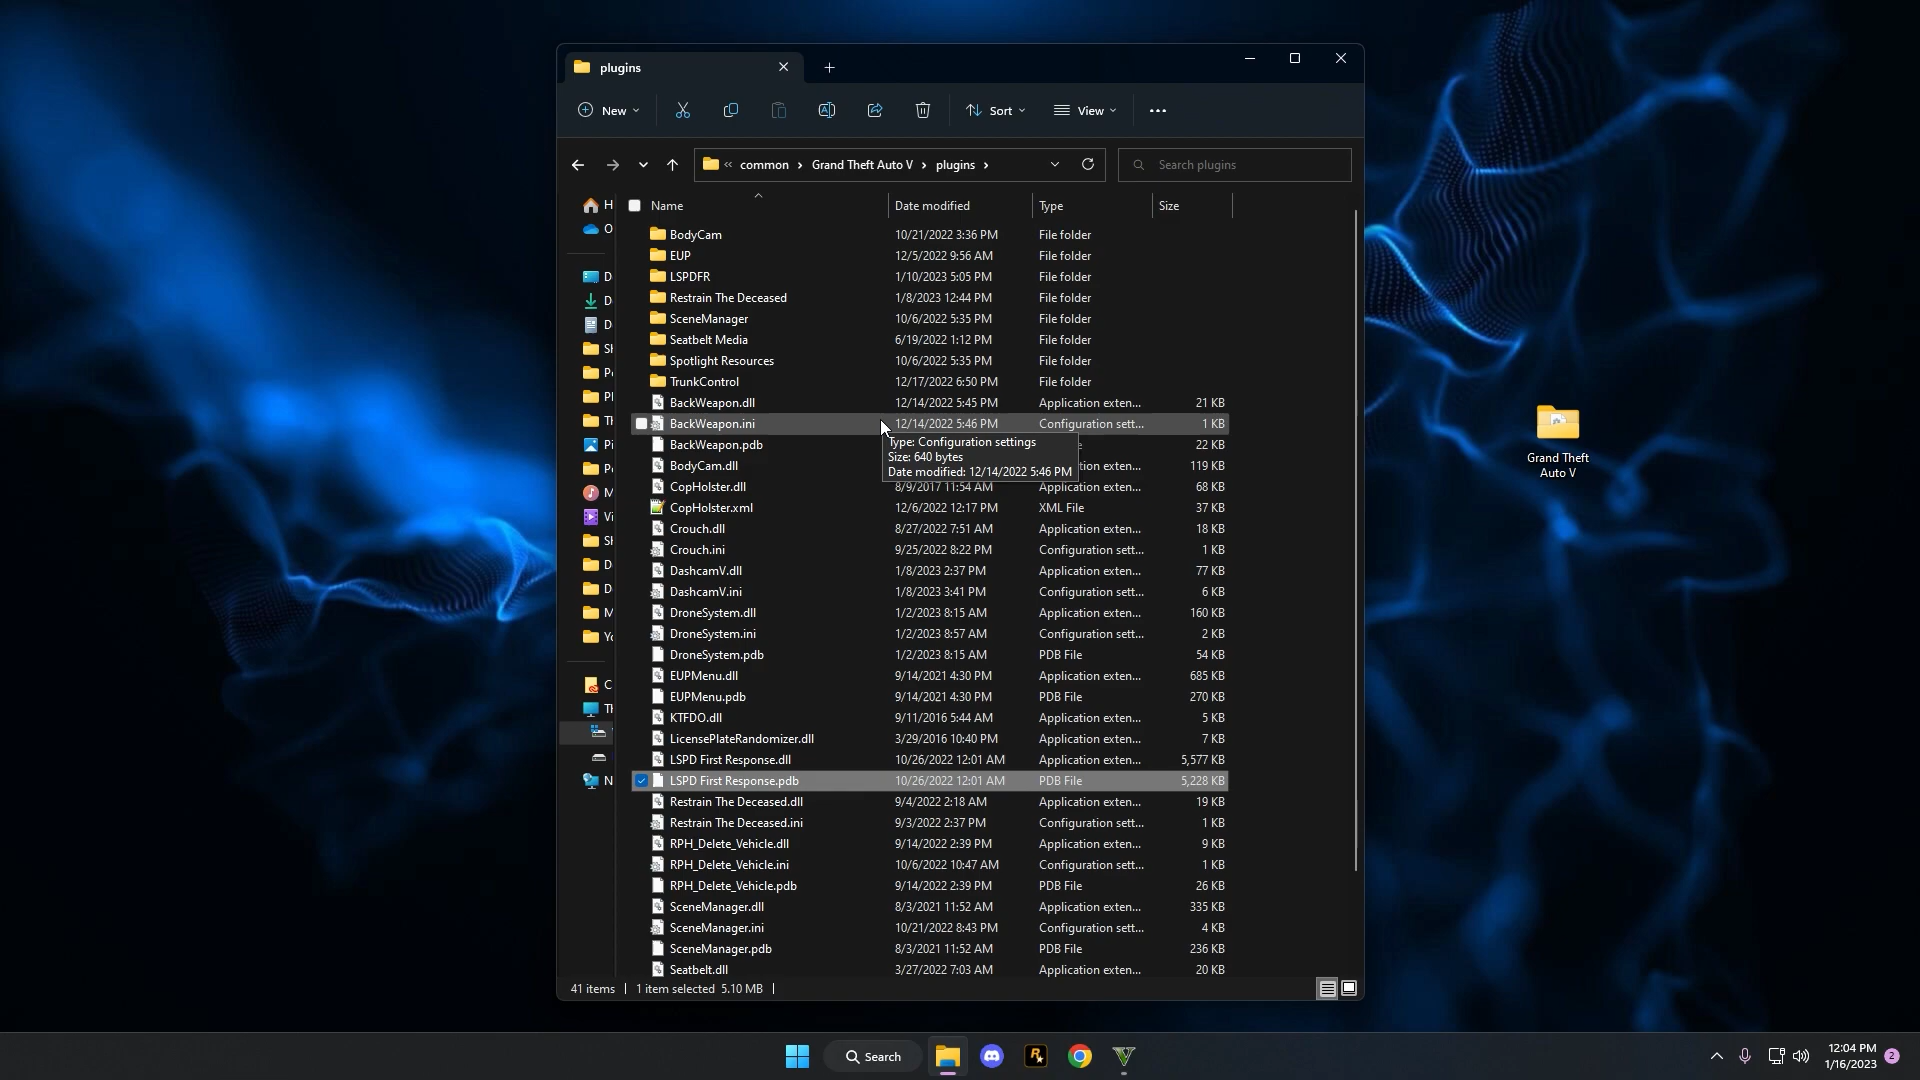 plugins
New
Sort
View
« common › Grand Theft Auto V › plugins ›
Search plugins
Name Date modified Type Size
BodyCam 10/21/2022 3:36 PM File folder
EUP 12/5/2022 9:56 AM File folder
LSPDFR 1/10/2023 5:05 PM File folder
Restrain The Deceased 1/8/2023 12:44 PM File folder
SceneManager 10/6/2022 5:35 PM File folder
Seatbelt Media 6/19/2022 1:12 PM File folder
Spotlight Resources 10/6/2022 5:35 PM File folder
TrunkControl 12/17/2022 6:50 PM File folder
BackWeapon.dll 12/14/2022 5:45 PM Application exten... 21 KB
BackWeapon.ini 12/14/2022 5:46 PM Configuration sett... 1 KB
BackWeapon.pdb 22 KB
Type: Configuration settings
Size: 640 bytes
Date modified: 12/14/2022 5:46 PM
BodyCam.dll 119 KB
CopHolster.dll 8/9/2017 11:54 AM Application exten... 68 KB
CopHolster.xml 12/6/2022 12:17 PM XML File 37 KB
Crouch.dll 8/27/2022 7:51 AM Application exten... 18 KB
Crouch.ini 9/25/2022 8:22 PM Configuration sett... 1 KB
DashcamV.dll 1/8/2023 2:37 PM Application exten... 77 KB
DashcamV.ini 1/8/2023 3:41 PM Configuration sett... 6 KB
DroneSystem.dll 1/2/2023 8:15 AM Application exten... 160 KB
DroneSystem.ini 1/2/2023 8:57 AM Configuration sett... 2 KB
DroneSystem.pdb 1/2/2023 8:15 AM PDB File 54 KB
EUPMenu.dll 9/14/2021 4:30 PM Application exten... 685 KB
EUPMenu.pdb 9/14/2021 4:30 PM PDB File 270 KB
KTFDO.dll 9/11/2016 5:44 AM Application exten... 5 KB
LicensePlateRandomizer.dll 3/29/2016 10:40 PM Application exten... 7 KB
LSPD First Response.dll 10/26/2022 12:01 AM Application exten... 5,577 KB
LSPD First Response.pdb 10/26/2022 12:01 AM PDB File 5,228 KB
Restrain The Deceased.dll 9/4/2022 2:18 AM Application exten... 19 KB
Restrain The Deceased.ini 9/3/2022 2:37 PM Configuration sett... 1 KB
RPH_Delete_Vehicle.dll 9/14/2022 2:39 PM Application exten... 9 KB
RPH_Delete_Vehicle.ini 10/6/2022 10:47 AM Configuration sett... 1 KB
RPH_Delete_Vehicle.pdb 9/14/2022 2:39 PM PDB File 26 KB
SceneManager.dll 8/3/2021 11:52 AM Application exten... 335 KB
SceneManager.ini 10/21/2022 8:43 PM Configuration sett... 4 KB
SceneManager.pdb 8/3/2021 11:52 AM PDB File 236 KB
Seatbelt.dll 3/27/2022 7:03 AM Application exten... 20 KB
41 items 1 item selected 5.10 MB
Grand Theft
Auto V
Search
12:04 PM
1/16/2023
2